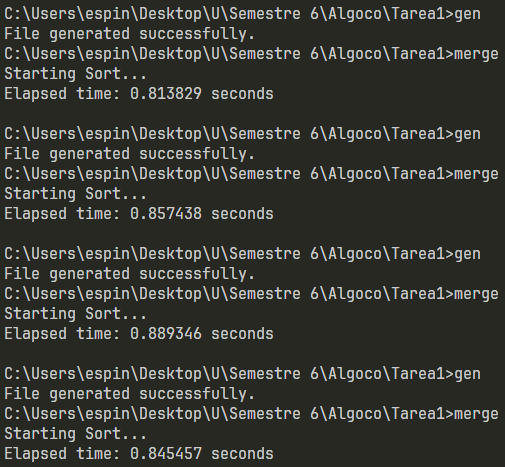 C:\Users\espin\Desktop\U\Semestre 6\Algoco\Tarea1>gen
File generated successfully.
C:\Users\espin\Desktop\U\Semestre 6\Algoco\Tarea1>merge
Starting Sort...
Elapsed time: 0.813829 seconds

C:\Users\espin\Desktop\U\Semestre 6\Algoco\Tarea1>gen
File generated successfully.
C:\Users\espin\Desktop\U\Semestre 6\Algoco\Tarea1>merge
Starting Sort...
Elapsed time: 0.857438 seconds

C:\Users\espin\Desktop\U\Semestre 6\Algoco\Tarea1>gen
File generated successfully.
C:\Users\espin\Desktop\U\Semestre 6\Algoco\Tarea1>merge
Starting Sort...
Elapsed time: 0.889346 seconds

C:\Users\espin\Desktop\U\Semestre 6\Algoco\Tarea1>gen
File generated successfully.
C:\Users\espin\Desktop\U\Semestre 6\Algoco\Tarea1>merge
Starting Sort...
Elapsed time: 0.845457 seconds